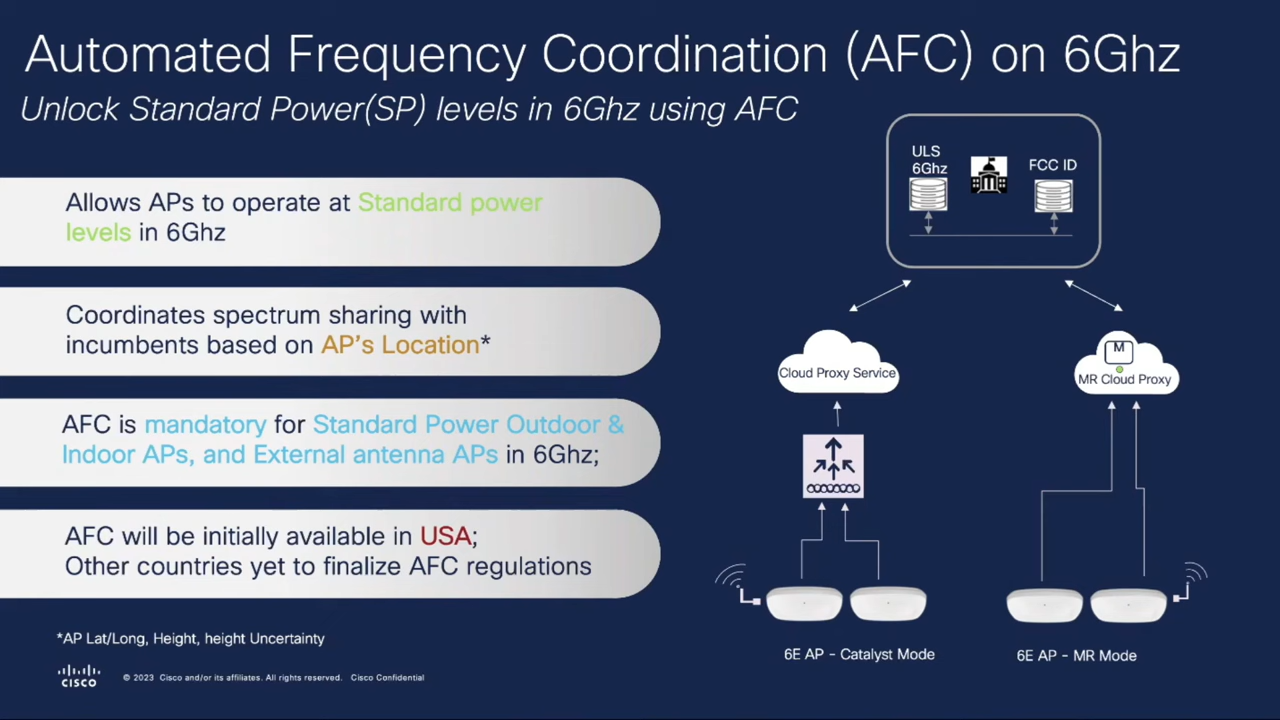 Automated Frequency Coordination (AFC) on 6Ghz
Unlock Standard Power(SP) levels in 6Ghz using AFC
Allows APs to operate at Standard power
levels in 6Ghz
Coordinates spectrum sharing with
incumbents based on AP's Location*
AFC is mandatory for Standard Power Outdoor &
Indoor APs, and External antenna APs in 6Ghz;
AFC will be initially available in USA;
Other countries yet to finalize AFC regulations
*AP Lat/Long, Height, height Uncertainty
ULS
6Ghz
FCC ID
Cloud Proxy Service
M
MR Cloud Proxy
6E AP - Catalyst Mode
6E AP - MR Mode
CISCO
© 2023 Cisco and/or its affiliates. All rights reserved. Cisco Confidential